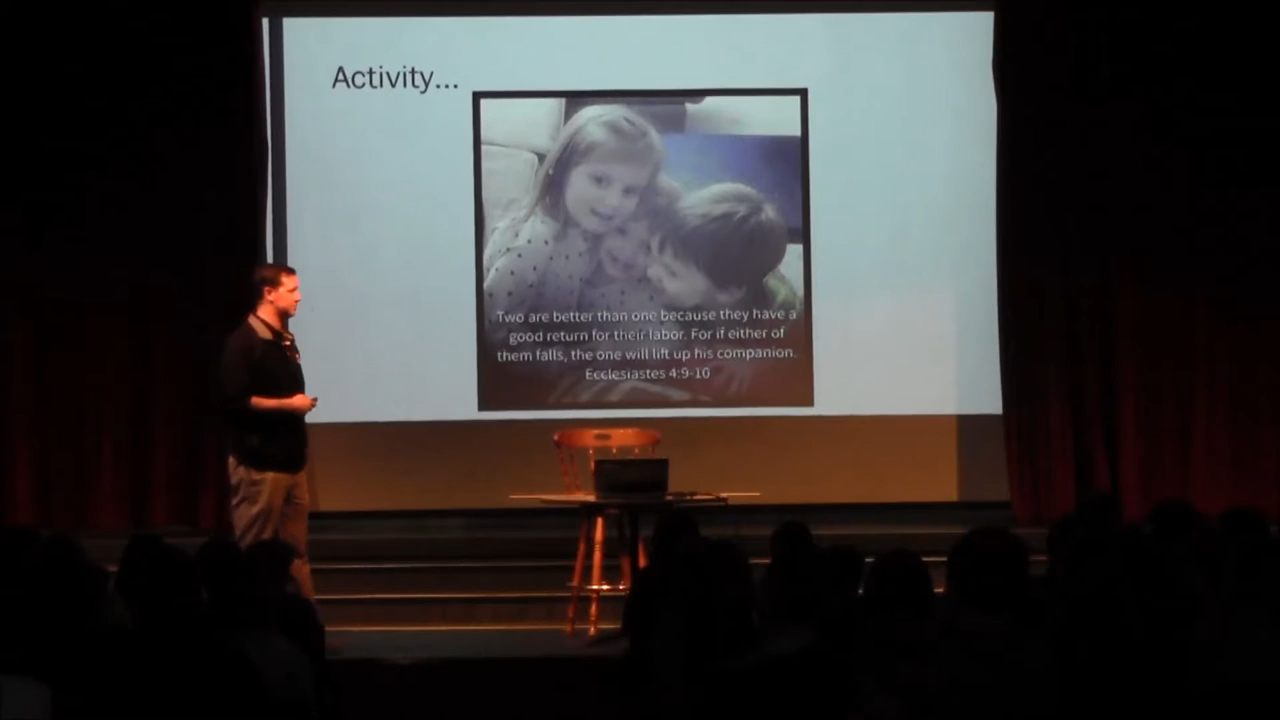 Activity...
Two are better than one because they have a
good return for their labor. For if either of
them falls, the one will lift up his companion.
Ecclesiastes 4:9-10